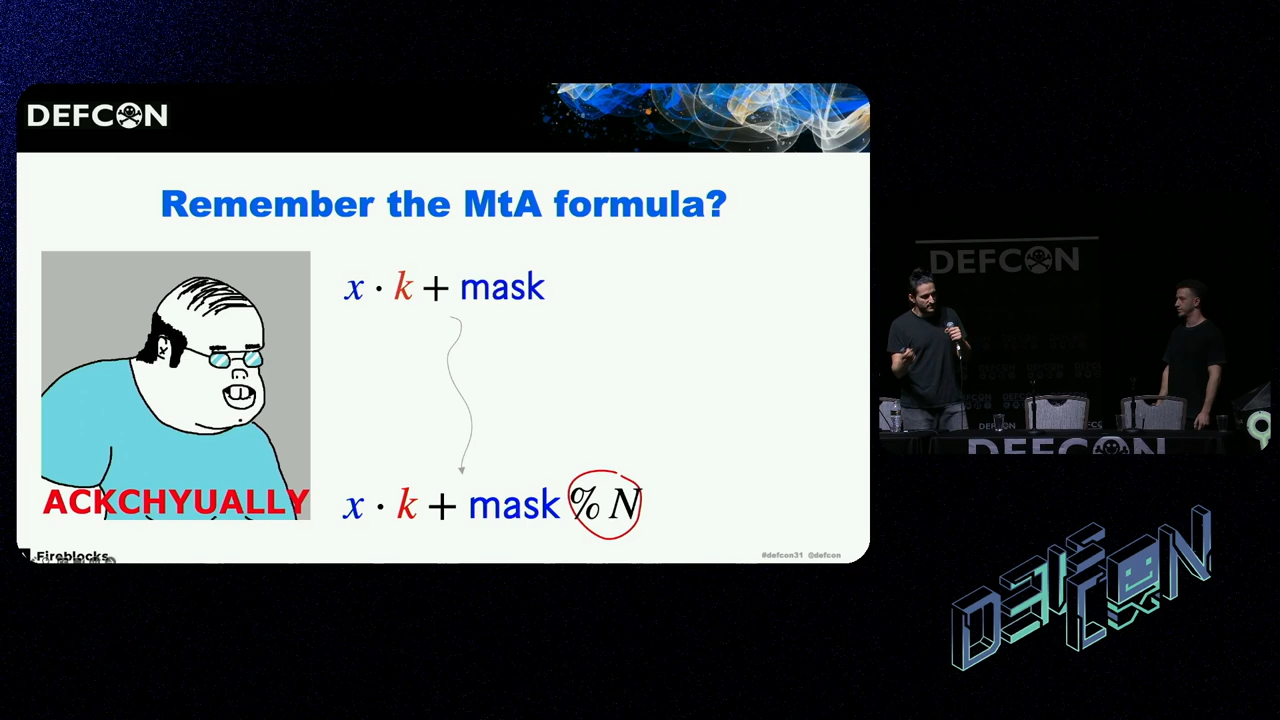 DEFCON
Remember the MtA formula?
x · k + mask
ACKCHYUALLY
x · k + mask % N
Fireblocks
#defcon31 @defcon
DEFCON
DEFCON
DEFCON